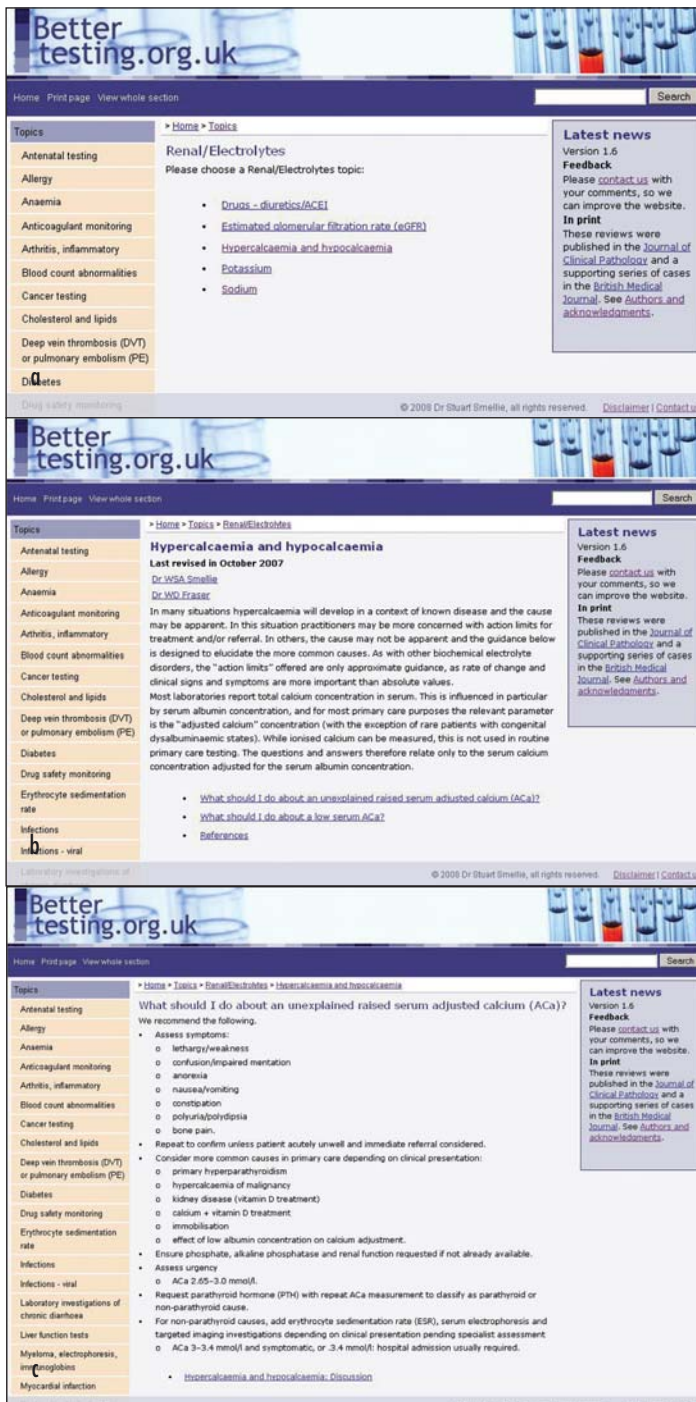 Better
testing.org.uk
Home Print page View whole section
Search
Topics
Antenatal testing
Allergy
Anaemia
Anticoagulant monitoring
Arthritis, inflammatory
Blood count abnormalities
Cancer testing
Cholesterol and lipids
Deep vein thrombosis (DVT)
or pulmonary embolism (PE)
Diabetes
Drug safety monitoring
> Home > Topics
Renal/Electrolytes
Please choose a Renal/Electrolytes topic:
• Drugs - diuretics/ACEI
• Estimated glomerular filtration rate (eGFR)
• Hypercalcaemia and hypocalcaemia
• Potassium
• Sodium
Latest news
Version 1.6
Feedback
Please contact us with
your comments, so we
can improve the website.
In print
These reviews were
published in the Journal of
Clinical Pathology and a
supporting series of cases
in the British Medical
Journal. See Authors and
acknowledgments.
© 2008 Dr Stuart Smellie, all rights reserved. Disclaimer | Contact u
a
Better
testing.org.uk
Home Print page View whole section
Search
Topics
Antenatal testing
Allergy
Anaemia
Anticoagulant monitoring
Arthritis, inflammatory
Blood count abnormalities
Cancer testing
Cholesterol and lipids
Deep vein thrombosis (DVT)
or pulmonary embolism (PE)
Diabetes
Drug safety monitoring
Erythrocyte sedimentation
rate
Infections
Infections - viral
Laboratory investigations of
> Home > Topics > Renal/Electrolytes
Hypercalcaemia and hypocalcaemia
Last revised in October 2007
Dr WSA Smellie
Dr WD Fraser
In many situations hypercalcaemia will develop in a context of known disease and the cause
may be apparent. In this situation practitioners may be more concerned with action limits for
treatment and/or referral. In others, the cause may not be apparent and the guidance below
is designed to elucidate the more common causes. As with other biochemical electrolyte
disorders, the "action limits" offered are only approximate guidance, as rate of change and
clinical signs and symptoms are more important than absolute values.
Most laboratories report total calcium concentration in serum. This is influenced in particular
by serum albumin concentration, and for most primary care purposes the relevant parameter
is the "adjusted calcium" concentration (with the exception of rare patients with congenital
dysalbuminaemic states). While ionised calcium can be measured, this is not used in routine
primary care testing. The questions and answers therefore relate only to the serum calcium
concentration adjusted for the serum albumin concentration.
• What should I do about an unexplained raised serum adjusted calcium (ACa)?
• What should I do about a low serum ACa?
• References
Latest news
Version 1.6
Feedback
Please contact us with
your comments, so we
can improve the website.
In print
These reviews were
published in the Journal of
Clinical Pathology and a
supporting series of cases
in the British Medical
Journal. See Authors and
acknowledgments.
© 2008 Dr Stuart Smellie, all rights reserved. Disclaimer | Contact u
b
Better
testing.org.uk
Home Print page View whole section
Search
Topics
Antenatal testing
Allergy
Anaemia
Anticoagulant monitoring
Arthritis, inflammatory
Blood count abnormalities
Cancer testing
Cholesterol and lipids
Deep vein thrombosis (DVT)
or pulmonary embolism (PE)
Diabetes
Drug safety monitoring
Erythrocyte sedimentation
rate
Infections
Infections - viral
Laboratory investigations of
chronic diarrhoea
Liver function tests
Myeloma, electrophoresis,
immunoglobins
Myocardial infarction
> Home > Topics > Renal/Electrolytes > Hypercalcaemia and hypocalcaemia
What should I do about an unexplained raised serum adjusted calcium (ACa)?
We recommend the following.
• Assess symptoms:
o lethargy/weakness
o confusion/impaired mentation
o anorexia
o nausea/vomiting
o constipation
o polyuria/polydipsia
o bone pain.
• Repeat to confirm unless patient acutely unwell and immediate referral considered.
• Consider more common causes in primary care depending on clinical presentation:
o primary hyperparathyroidism
o hypercalcaemia of malignancy
o kidney disease (vitamin D treatment)
o calcium + vitamin D treatment
o immobilisation
o effect of low albumin concentration on calcium adjustment.
• Ensure phosphate, alkaline phosphatase and renal function requested if not already available.
• Assess urgency
o ACa 2.65–3.0 mmol/l.
• Request parathyroid hormone (PTH) with repeat ACa measurement to classify as parathyroid or
non-parathyroid cause.
• For non-parathyroid causes, add erythrocyte sedimentation rate (ESR), serum electrophoresis and
targeted imaging investigations depending on clinical presentation pending specialist assessment
o ACa 3–3.4 mmol/l and symptomatic, or .3.4 mmol/l: hospital admission usually required.
• Hypercalcaemia and hypocalcaemia: Discussion
Latest news
Version 1.6
Feedback
Please contact us with
your comments, so we
can improve the website.
In print
These reviews were
published in the Journal of
Clinical Pathology and a
supporting series of cases
in the British Medical
Journal. See Authors and
acknowledgments.
c